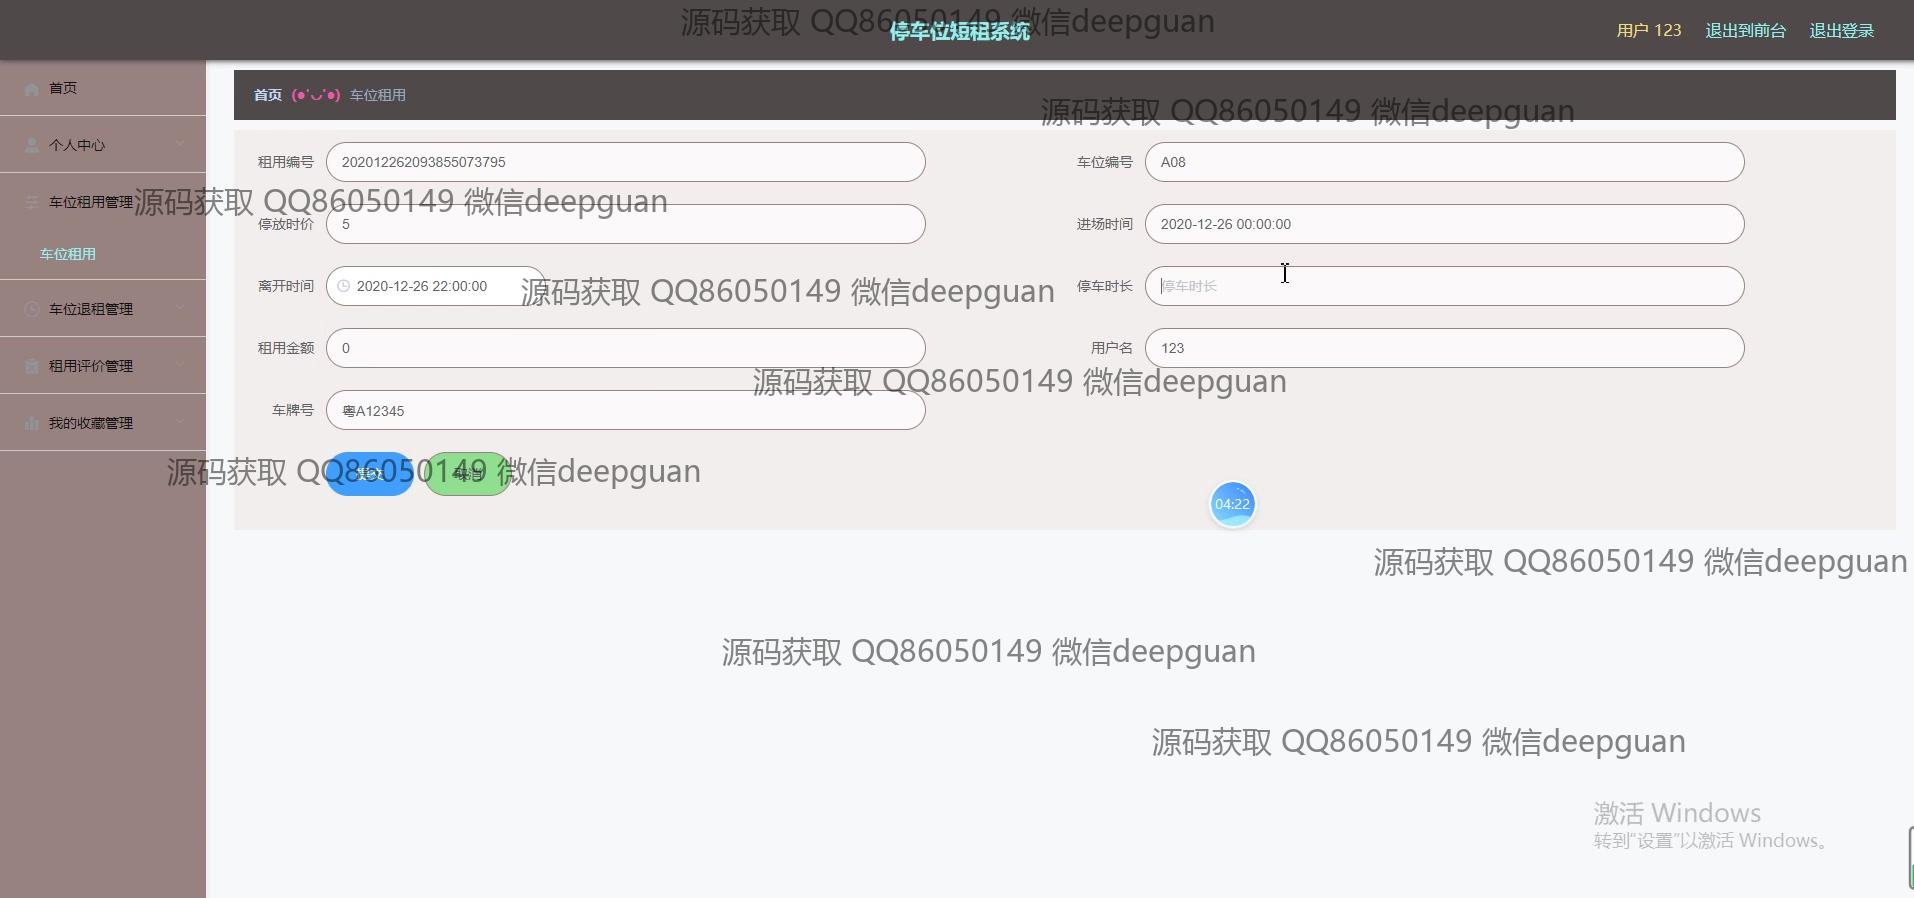 源码获取 QQ86050149 微信deepguan
停车位短租系统
用户 123 退出到前台 退出登录
首页
首页 (●'◡'●) 车位租用
源码获取 QQ86050149 微信deepguan
个人中心
租用编号 202012262093855073795 车位编号 A08
车位租用管理
源码获取 QQ86050149 微信deepguan
停放时价 5 进场时间 2020-12-26 00:00:00
车位租用
离开时间 2020-12-26 22:00:00 停车时长 停车时长
源码获取 QQ86050149 微信deepguan
车位退租管理
租用金额 0 用户名 123
租用评价管理
源码获取 QQ86050149 微信deepguan
车牌号 粤A12345
我的收藏管理
提交 取消
源码获取 QQ86050149 微信deepguan
04:22
源码获取 QQ86050149 微信deepguan
源码获取 QQ86050149 微信deepguan
源码获取 QQ86050149 微信deepguan
激活 Windows
转到“设置”以激活 Windows。